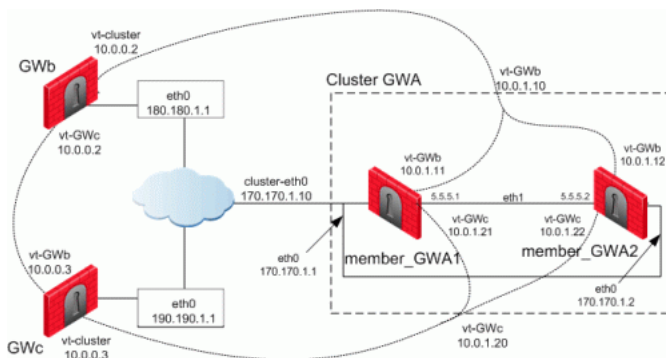 vt-cluster
10.0.0.2
GWb
eth0
180.180.1.1
vt-GWc
10.0.0.2
Cluster GWA
vt-GWb
10.0.1.10
vt-GWb
10.0.1.11
vt-GWb
10.0.1.12
cluster-eth0
170.170.1.10
5.5.5.1
eth1
5.5.5.2
vt-GWc
10.0.1.21
vt-GWc
10.0.1.22
member_GWA1
member_GWA2
eth0
170.170.1.1
eth0
170.170.1.2
vt-GWb
10.0.0.3
eth0
190.190.1.1
GWc
vt-cluster
10.0.0.3
vt-GWc
10.0.1.20